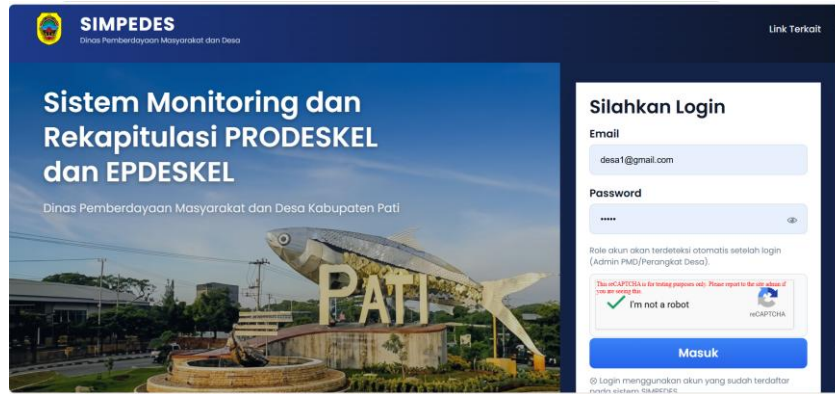 SIMPEDES
Dinas Pemberdayaan Masyarakat dan Desa
Link Terkait
Sistem Monitoring dan
Rekapitulasi PRODESKEL
dan EPDESKEL
Dinas Pemberdayaan Masyarakat dan Desa Kabupaten Pati
PATI
Silahkan Login
Email
desa1@gmail.com
Password
•••••
Role akun akan terdeteksi otomatis setelah login
(Admin PMD/Perangkat Desa).
This reCAPTCHA is for testing purposes only. Please report to the site admin if
you are seeing this.
I'm not a robot
reCAPTCHA
Masuk
Login menggunakan akun yang sudah terdaftar
pada sistem SIMPEDES